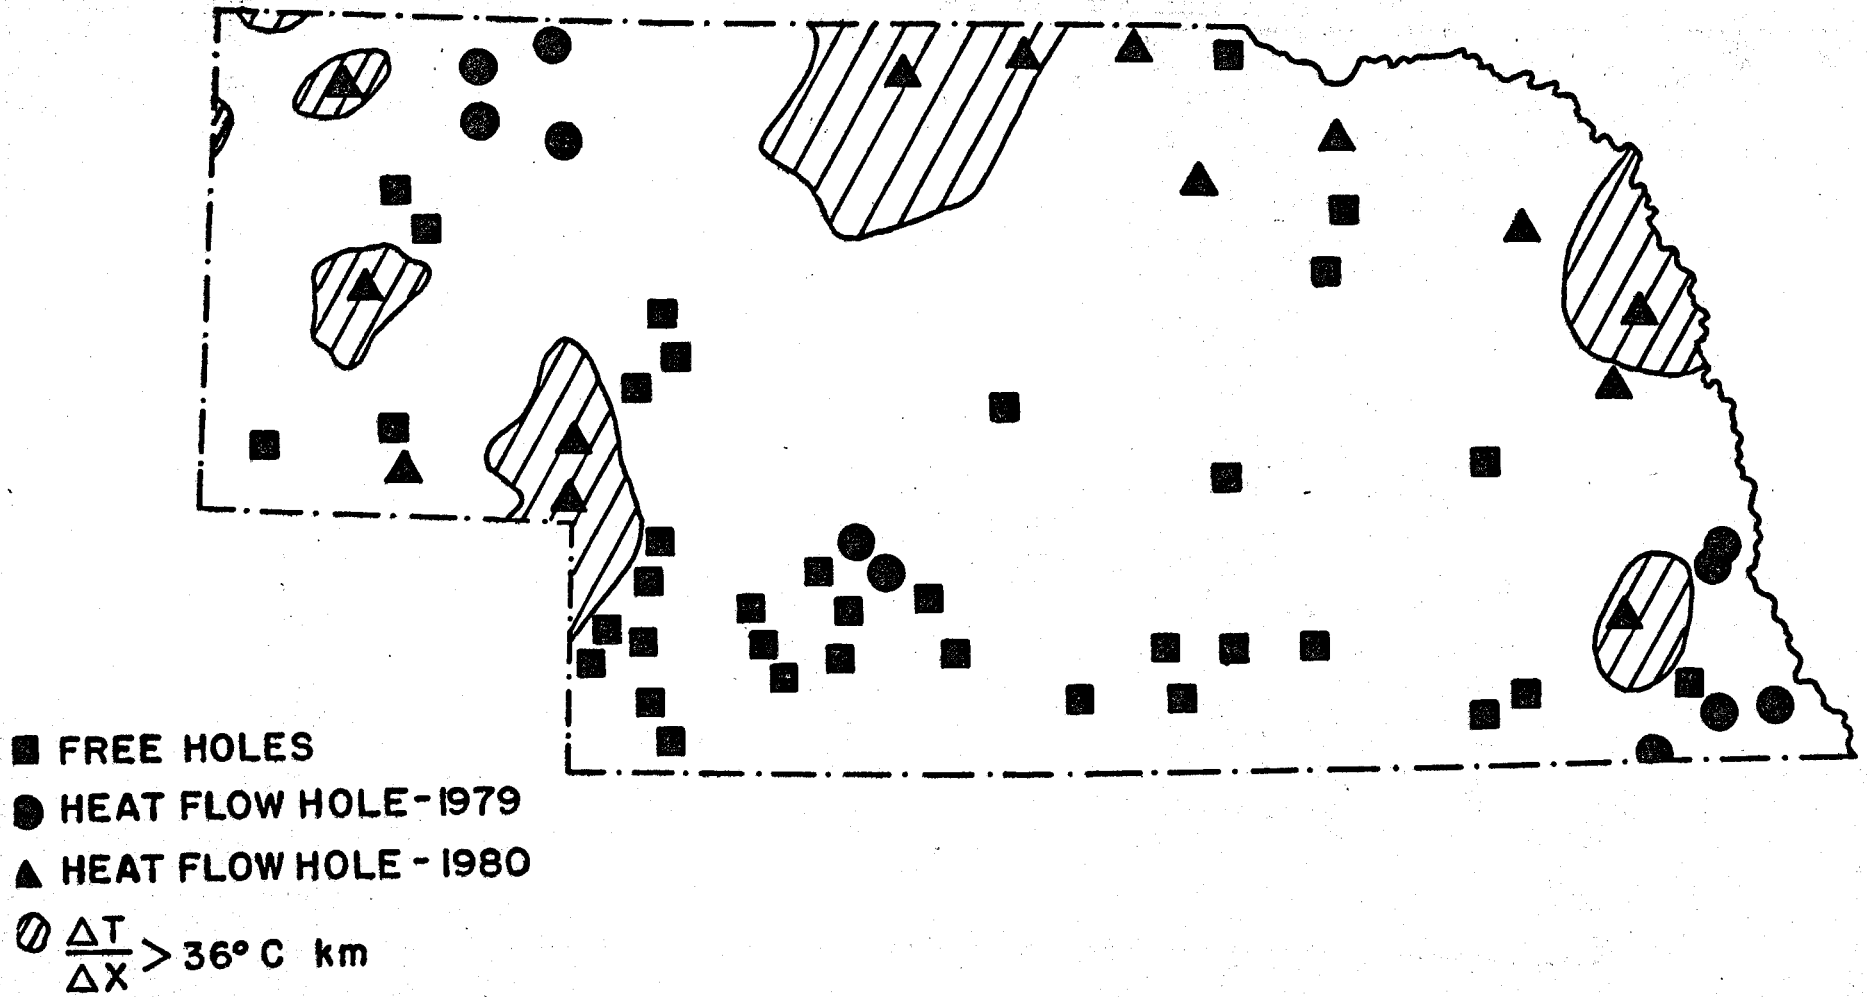 FREE HOLES
HEAT FLOW HOLE-1979
HEAT FLOW HOLE-1980
ΔT
ΔX > 36° C km